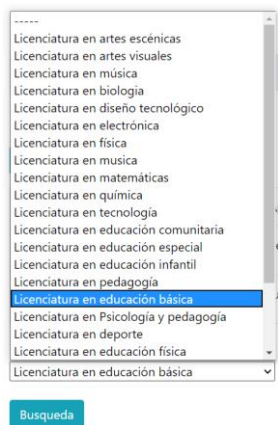 -----
Licenciatura en artes escénicas
Licenciatura en artes visuales
Licenciatura en música
Licenciatura en biologia
Licenciatura en diseño tecnológico
Licenciatura en electrónica
Licenciatura en física
Licenciatura en musica
Licenciatura en matemáticas
Licenciatura en química
Licenciatura en tecnología
Licenciatura en educación comunitaria
Licenciatura en educación especial
Licenciatura en educación infantil
Licenciatura en pedagogía
Licenciatura en educación básica
Licenciatura en Psicología y pedagogía
Licenciatura en deporte
Licenciatura en educación física
Licenciatura en educación básica
Busqueda